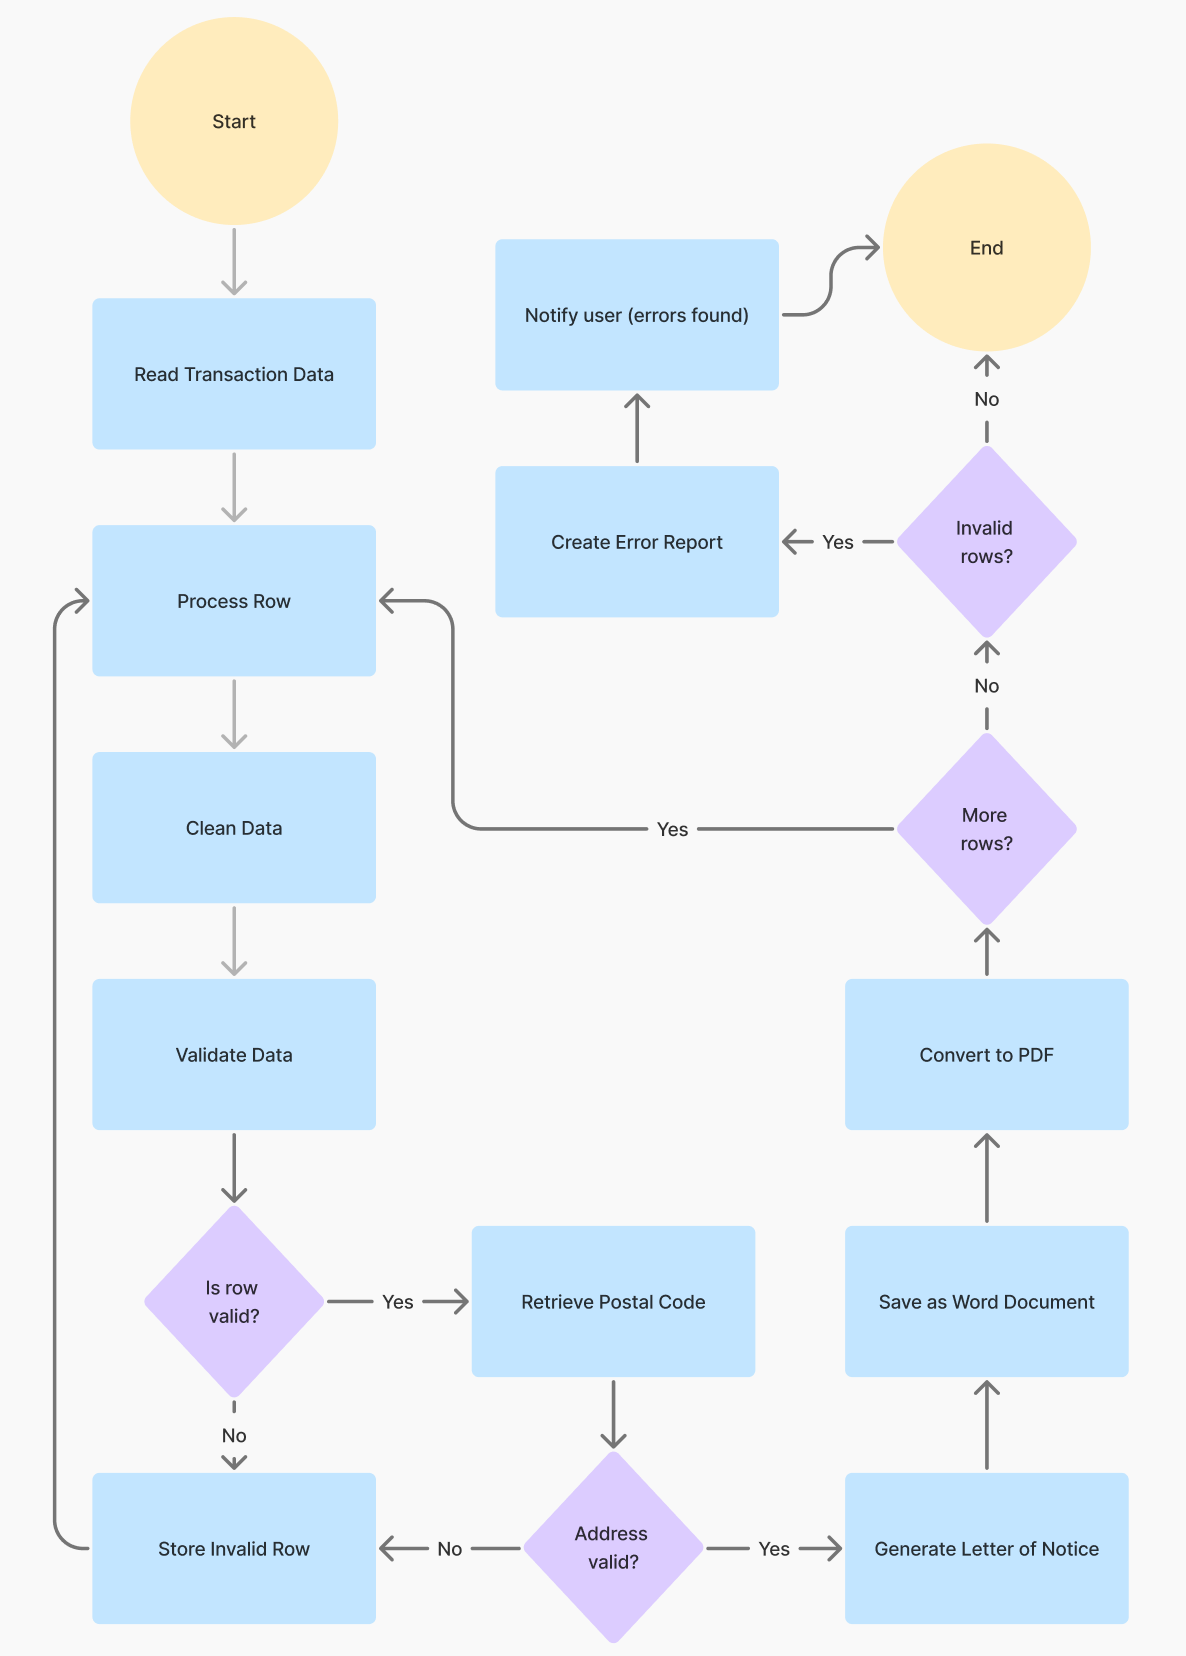 Start
End
Notify user (errors found)
Read Transaction Data
No
Create Error Report
Yes
Invalid
rows?
Process Row
No
Clean Data
Yes
More
rows?
Validate Data
Convert to PDF
Is row
valid?
Yes
Retrieve Postal Code
Save as Word Document
No
Store Invalid Row
No
Address
valid?
Yes
Generate Letter of Notice